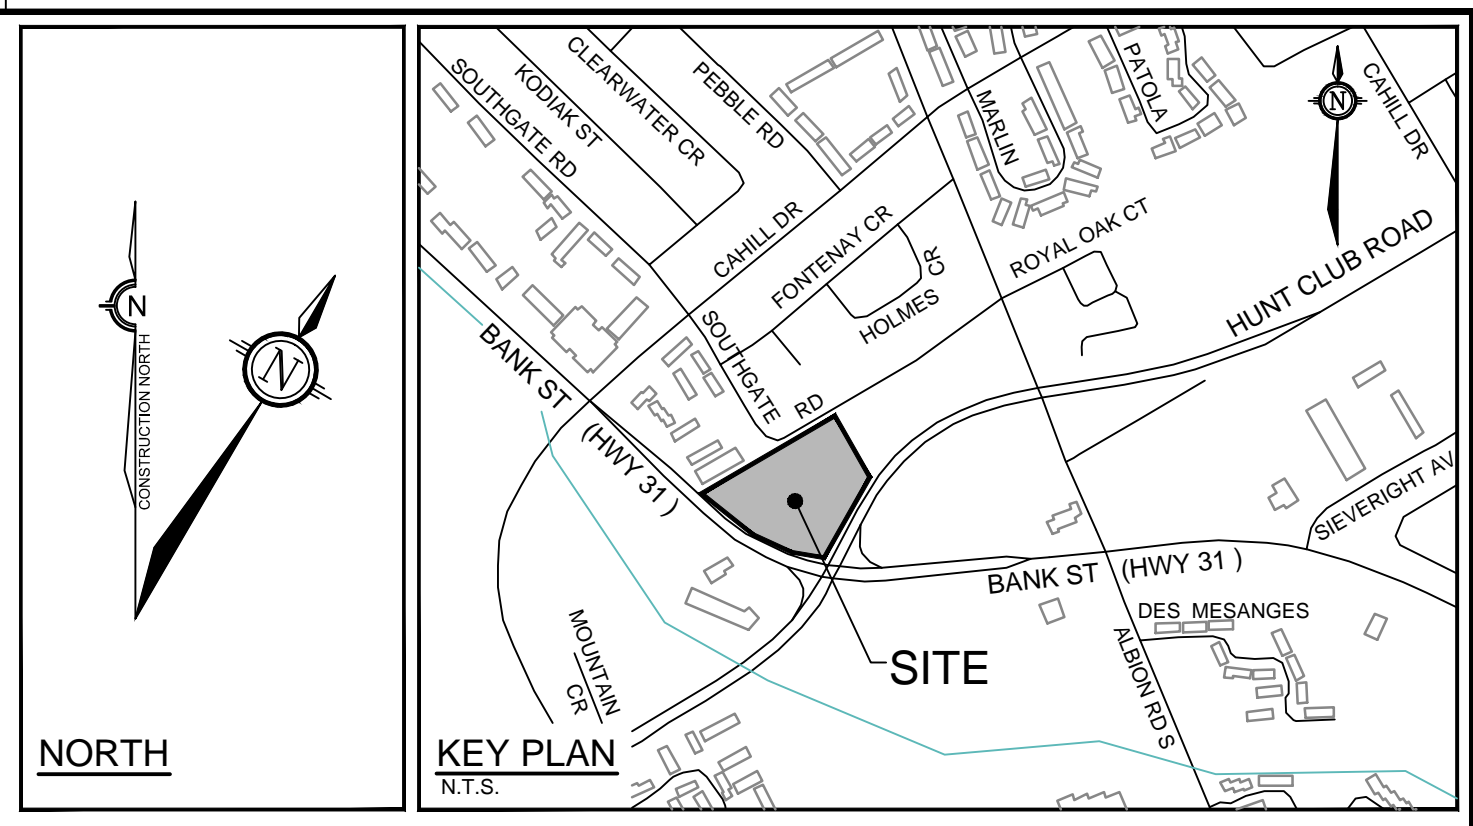 N
CONSTRUCTION NORTH
N
NORTH
SOUTHGATE RD
KODIAK ST
CLEARWATER CR
PEBBLE RD
MARLIN
PATOLA
N
CAHILL DR
CAHILL DR
FONTENAY CR
HOLMES CR
ROYAL OAK CT
HUNT CLUB ROAD
BANK ST (HWY 31 )
SOUTHGATE RD
SIEVERIGHT AV
BANK ST (HWY 31 )
DES MESANGES
ALBION RD S
MOUNTAIN CR
SITE
KEY PLAN
N.T.S.